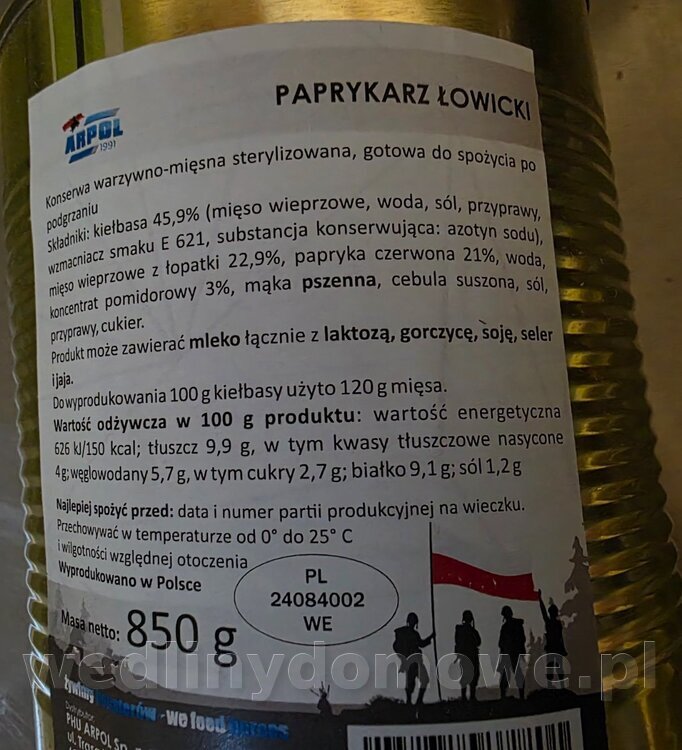 PAPRYKARZ ŁOWICKI
ARPOL
1991
Konserwa warzywno-mięsna sterylizowana, gotowa do spożycia po
podgrzaniu
Składniki: kiełbasa 45,9% (mięso wieprzowe, woda, sól, przyprawy,
wzmacniacz smaku E 621, substancja konserwująca: azotyn sodu),
mięso wieprzowe z łopatki 22,9%, papryka czerwona 21%, woda,
koncentrat pomidorowy 3%, mąka pszenna, cebula suszona, sól,
przyprawy, cukier.
Produkt może zawierać mleko łącznie z laktozą, gorczycę, soję, seler
i jaja.
Do wyprodukowania 100 g kiełbasy użyto 120 g mięsa.
Wartość odżywcza w 100 g produktu: wartość energetyczna
626 kJ/150 kcal; tłuszcz 9,9 g, w tym kwasy tłuszczowe nasycone
4 g; węglowodany 5,7 g, w tym cukry 2,7 g; białko 9,1 g; sól 1,2 g
Najlepiej spożyć przed: data i numer partii produkcyjnej na wieczku.
Przechowywać w temperaturze od 0° do 25° C
i wilgotności względnej otoczenia
Wyprodukowano w Polsce
PL
24084002
WE
Masa netto: 850 g
wedlinydomowe.pl
żywimy - we food
Dystrybutor:
PHU ARPOL Sp.
ul.